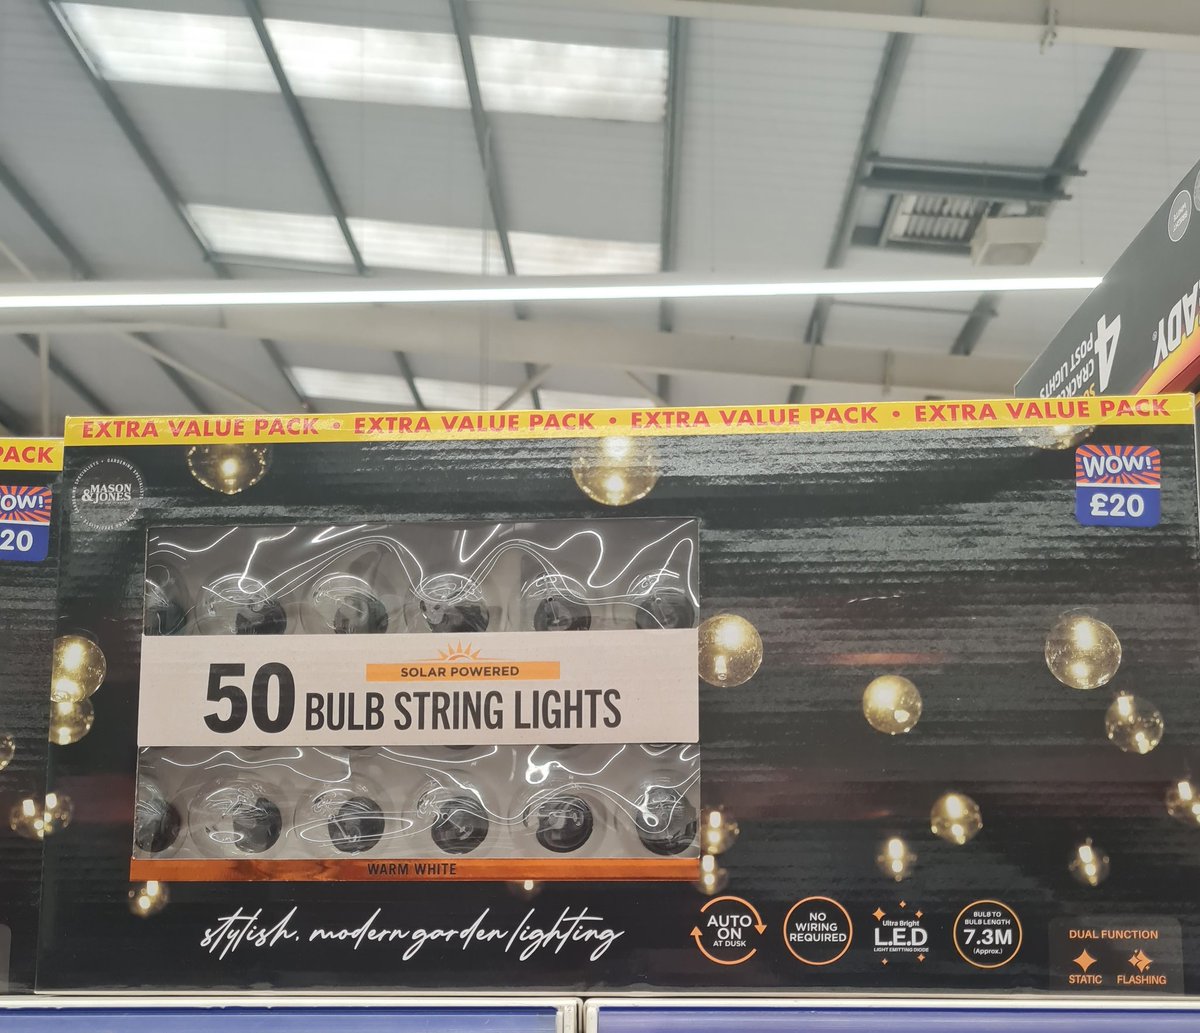 EXTRA VALUE PACK • EXTRA VALUE PACK • EXTRA VALUE PACK • EXTRA VALUE PACK
PACK
OW!
20
MASON
&JONES
WOW!
£20
4
POST LIGHTS
ADY
SOLAR POWERED
50 BULB STRING LIGHTS
WARM WHITE
stylish, modern garden lighting
AUTO
ON
AT DUSK
NO
WIRING
REQUIRED
Ultra Bright
L.E.D
LIGHT EMITTING DIODE
BULB TO
BULB LENGTH
7.3M
(Approx.)
DUAL FUNCTION
STATIC FLASHING